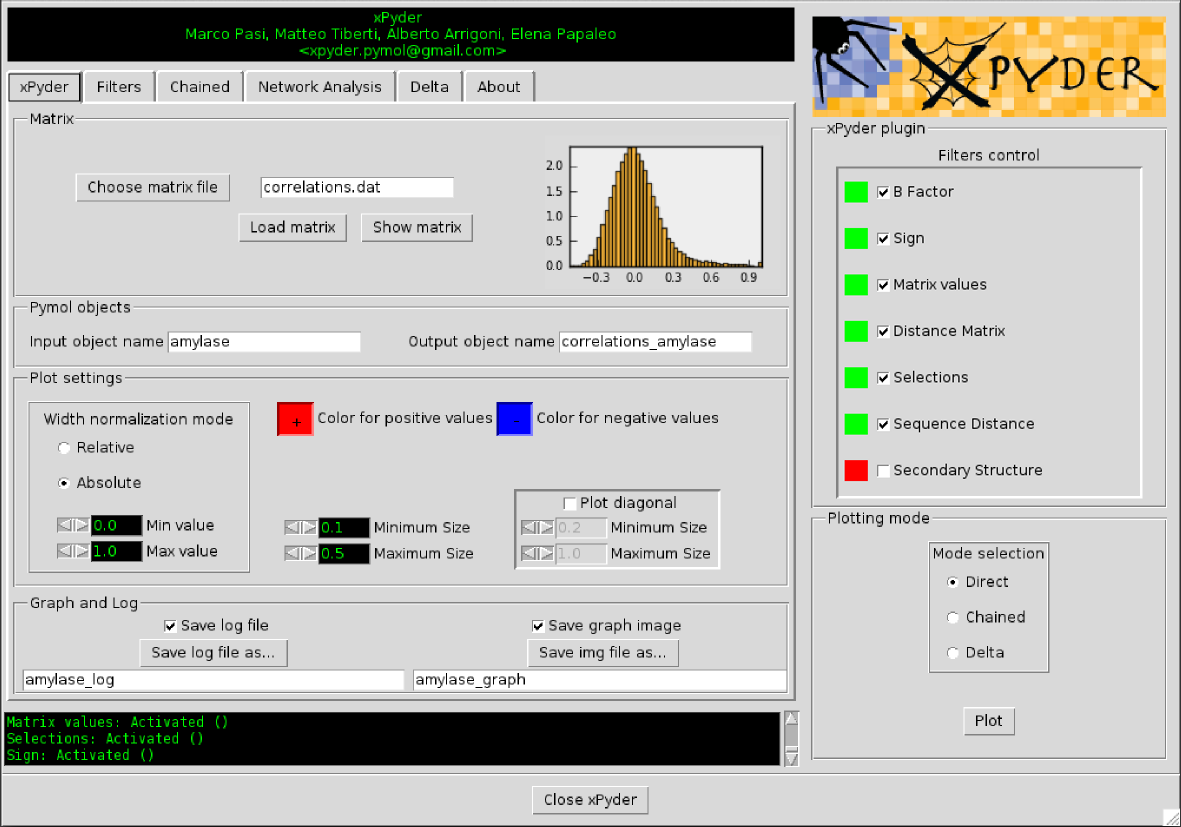 xPyder
Marco Pasi, Matteo Tiberti, Alberto Arrigoni, Elena Papaleo
<xpyder.pymol@gmail.com>
XPYDER
xPyder Filters Chained Network Analysis Delta About
Matrix
Choose matrix file correlations.dat
Load matrix Show matrix
2.0
1.5
1.0
0.5
0.0
−0.3 0.0 0.3 0.6 0.9
Pymol objects
Input object name amylase Output object name correlations_amylase
Plot settings
Width normalization mode
Relative
Absolute
0.0 Min value
1.0 Max value
+ Color for positive values Color for negative values
0.1 Minimum Size
0.5 Maximum Size
Plot diagonal
0.2 Minimum Size
1.0 Maximum Size
Graph and Log
Save log file Save graph image
Save log file as... Save img file as...
amylase_log amylase_graph
Matrix values: Activated ()
Selections: Activated ()
Sign: Activated ()
xPyder plugin
Filters control
B Factor
Sign
Matrix values
Distance Matrix
Selections
Sequence Distance
Secondary Structure
Plotting mode
Mode selection
Direct
Chained
Delta
Plot
Close xPyder